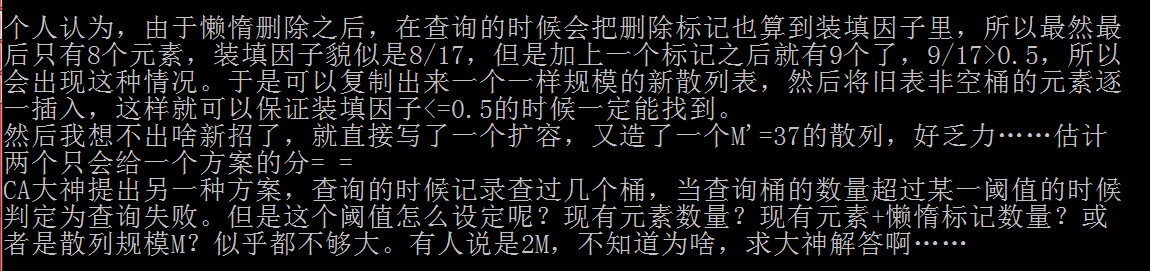 个人认为，由于懒惰删除之后，在查询的时候会把删除标记也算到装填因子里，所以最然最
后只有8个元素，装填因子貌似是8/17，但是加上一个标记之后就有9个了，9/17>0.5，所以
会出现这种情况。于是可以复制出来一个一样规模的新散列表，然后将旧表非空桶的元素逐
一插入，这样就可以保证装填因子<=0.5的时候一定能找到。
然后我想不出啥新招了，就直接写了一个扩容，又造了一个M'=37的散列，好乏力……估计
两个只会给一个方案的分= =
CA大神提出另一种方案，查询的时候记录查过几个桶，当查询桶的数量超过某一阈值的时候
判定为查询失败。但是这个阈值怎么设定呢？现有元素数量？现有元素+懒惰标记数量？或
者是散列规模M？似乎都不够大。有人说是2M，不知道为啥，求大神解答啊……